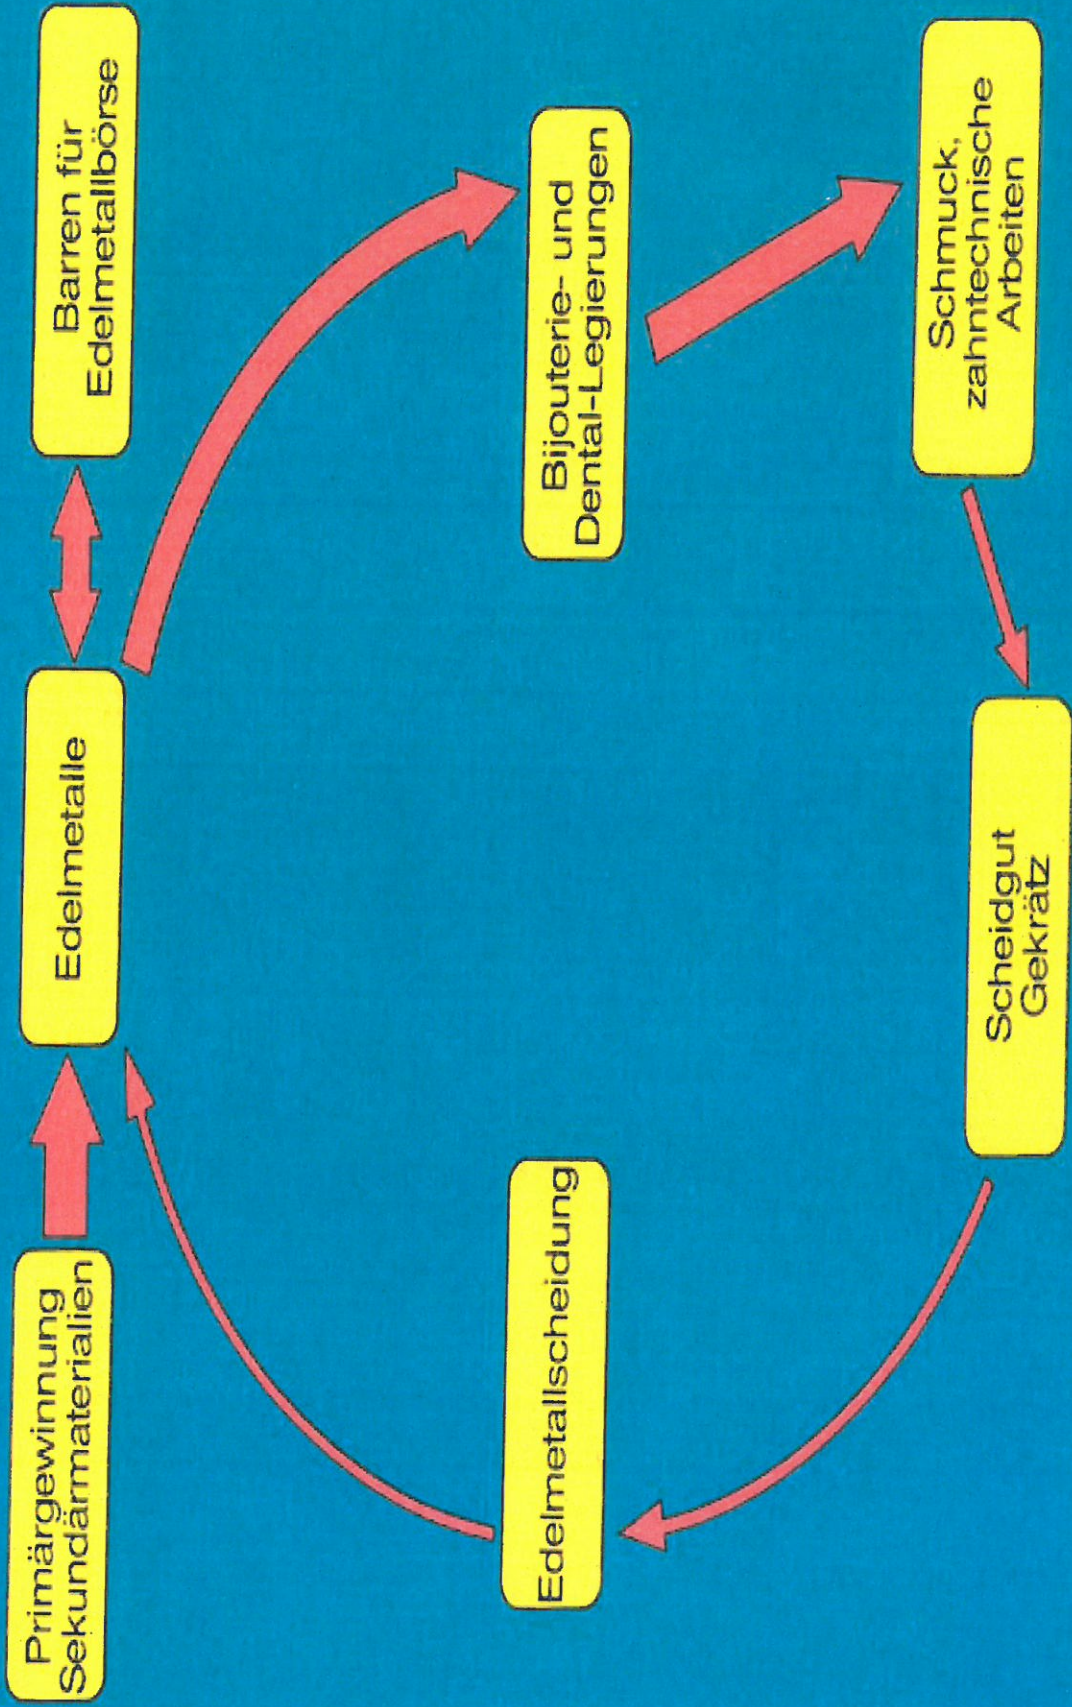 Primärgewinnung
Sekundärmaterialien
Edelmetalle
Barren für
Edelmetallbörse
Edelmetallscheidung
Bijouterie- und
Dental-Legierungen
Scheidgut
Gekrätz
Schmuck,
zahntechnische
Arbeiten